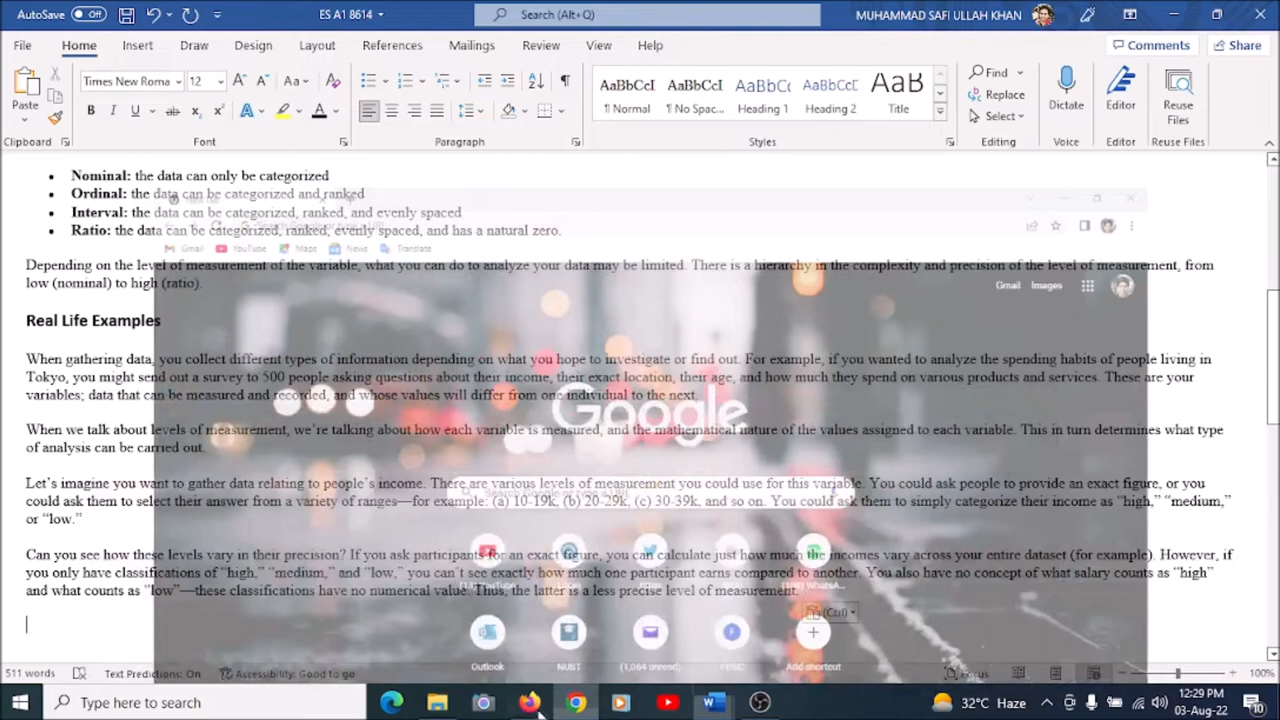 AutoSave Off
ES A1 8614
Search (Alt+Q)
MUHAMMAD SAFI ULLAH KHAN
File Home Insert Draw Design Layout References Mailings Review View Help
Comments Share
Paste
Times New Roma 12
AaBbCcI AaBbCcI AaBbCc AaBbCcD AaB
¶ Normal ¶ No Spac... Heading 1 Heading 2 Title
Find
Replace
Select
Dictate
Editor
Reuse Files
Clipboard Font Paragraph Styles Editing Voice Editor Reuse Files
• Nominal: the data can only be categorized
• Ordinal: the data can be categorized and ranked
• Interval: the data can be categorized, ranked, and evenly spaced
• Ratio: the data can be categorized, ranked, evenly spaced, and has a natural zero.
Gmail YouTube Maps News Translate
Depending on the level of measurement of the variable, what you can do to analyze your data may be limited. There is a hierarchy in the complexity and precision of the level of measurement, from
low (nominal) to high (ratio).
Gmail Images
Real Life Examples
When gathering data, you collect different types of information depending on what you hope to investigate or find out. For example, if you wanted to analyze the spending habits of people living in
Tokyo, you might send out a survey to 500 people asking questions about their income, their exact location, their age, and how much they spend on various products and services. These are your
variables; data that can be measured and recorded, and whose values will differ from one individual to the next.
Google
When we talk about levels of measurement, we’re talking about how each variable is measured, and the mathematical nature of the values assigned to each variable. This in turn determines what type
of analysis can be carried out.
Let’s imagine you want to gather data relating to people’s income. There are various levels of measurement you could use for this variable. You could ask people to provide an exact figure, or you
could ask them to select their answer from a variety of ranges—for example: (a) 10-19k, (b) 20-29k, (c) 30-39k, and so on. You could ask them to simply categorize their income as “high,” “medium,”
or “low.”
Can you see how these levels vary in their precision? If you ask participants for an exact figure, you can calculate just how much the incomes vary across your entire dataset (for example). However, if
you only have classifications of “high,” “medium,” and “low,” you can’t see exactly how much one participant earns compared to another. You also have no concept of what salary counts as “high”
and what counts as “low”—these classifications have no numerical value. Thus, the latter is a less precise level of measurement.
(Ctrl)
Outlook NUST (1,064 unread) Add shortcut
511 words Text Predictions: On Accessibility: Good to go Focus 100%
Type here to search
32°C Haze
12:29 PM
03-Aug-22
10